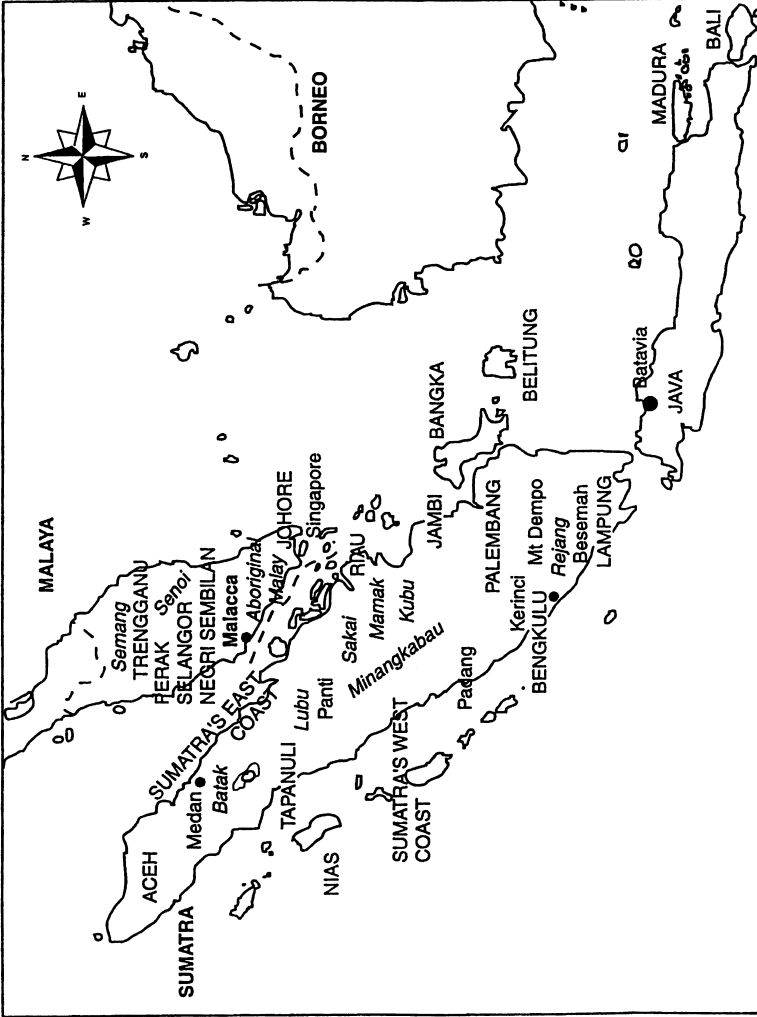 N
E
S
W
MALAYA
BORNEO
Semang
TRENGGANU
Senoi
PERAK
SELANGOR
NEGRI SEMBILAN
Malacca
Aboriginal
Malay
JOHORE
Singapore
SUMATRA
ACEH
Medan
Batak
SUMATRA'S EAST
COAST
TAPANULI
NIAS
Lubu
Panti
SUMATRA'S WEST
COAST
Minangkabau
Padang
Sakai
Mamak
Kubu
RIAU
JAMBI
BANGKA
BELITUNG
PALEMBANG
Kerinci
BENGKULU
Mt Dempo
Rejang
Besemah
LAMPUNG
Batavia
JAVA
MADURA
BALI